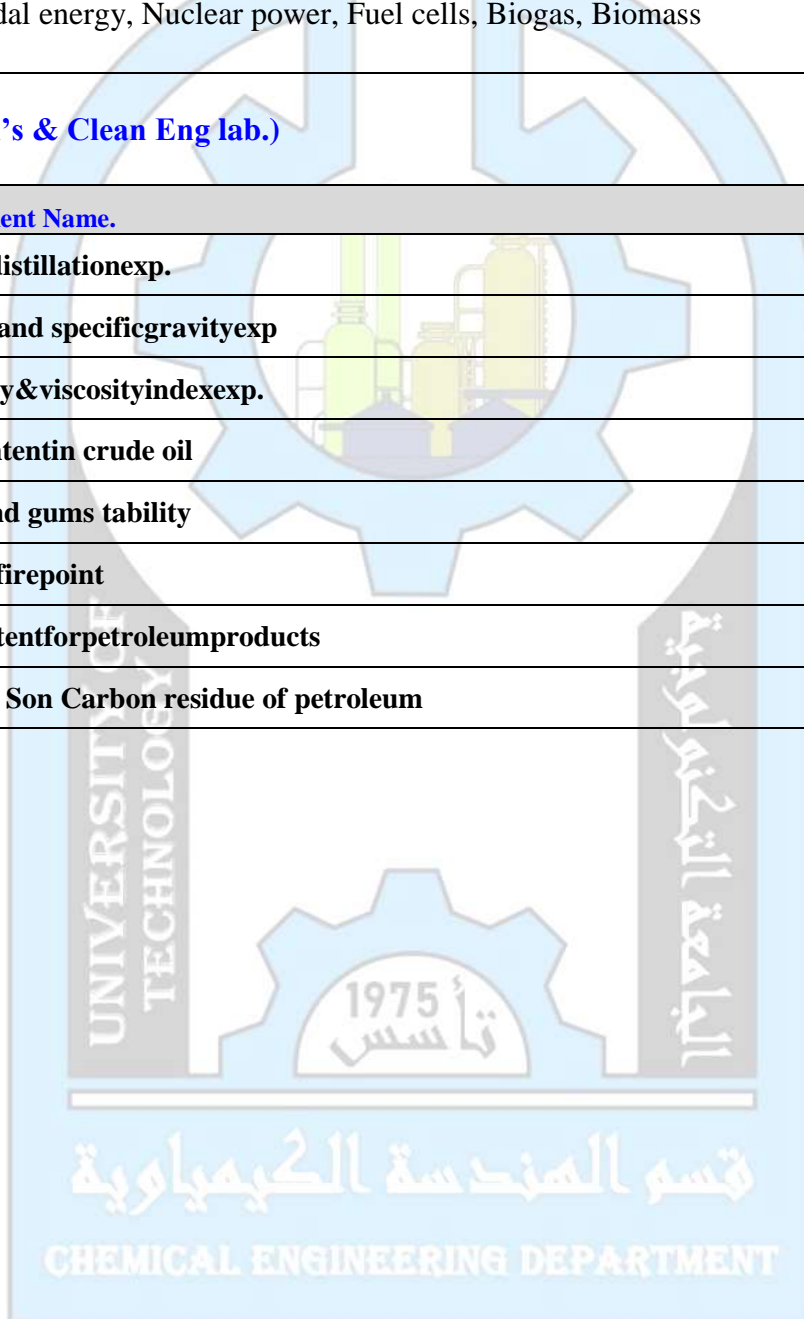 dal energy, Nuclear power, Fuel cells, Biogas, Biomass
's & Clean Eng lab.)
ent Name.
distillationexp.
and specificgravityexp
y&viscosityindexexp.
ntentin crude oil
nd gums tability
firepoint
tentforpetroleumproducts
Son Carbon residue of petroleum
UNIVERSITY OF
TECHNOLOGY
الجامعة التكنولوجية
1975
تأسس
قسم الهندسة الكيمياوية
CHEMICAL ENGINEERING DEPARTMENT